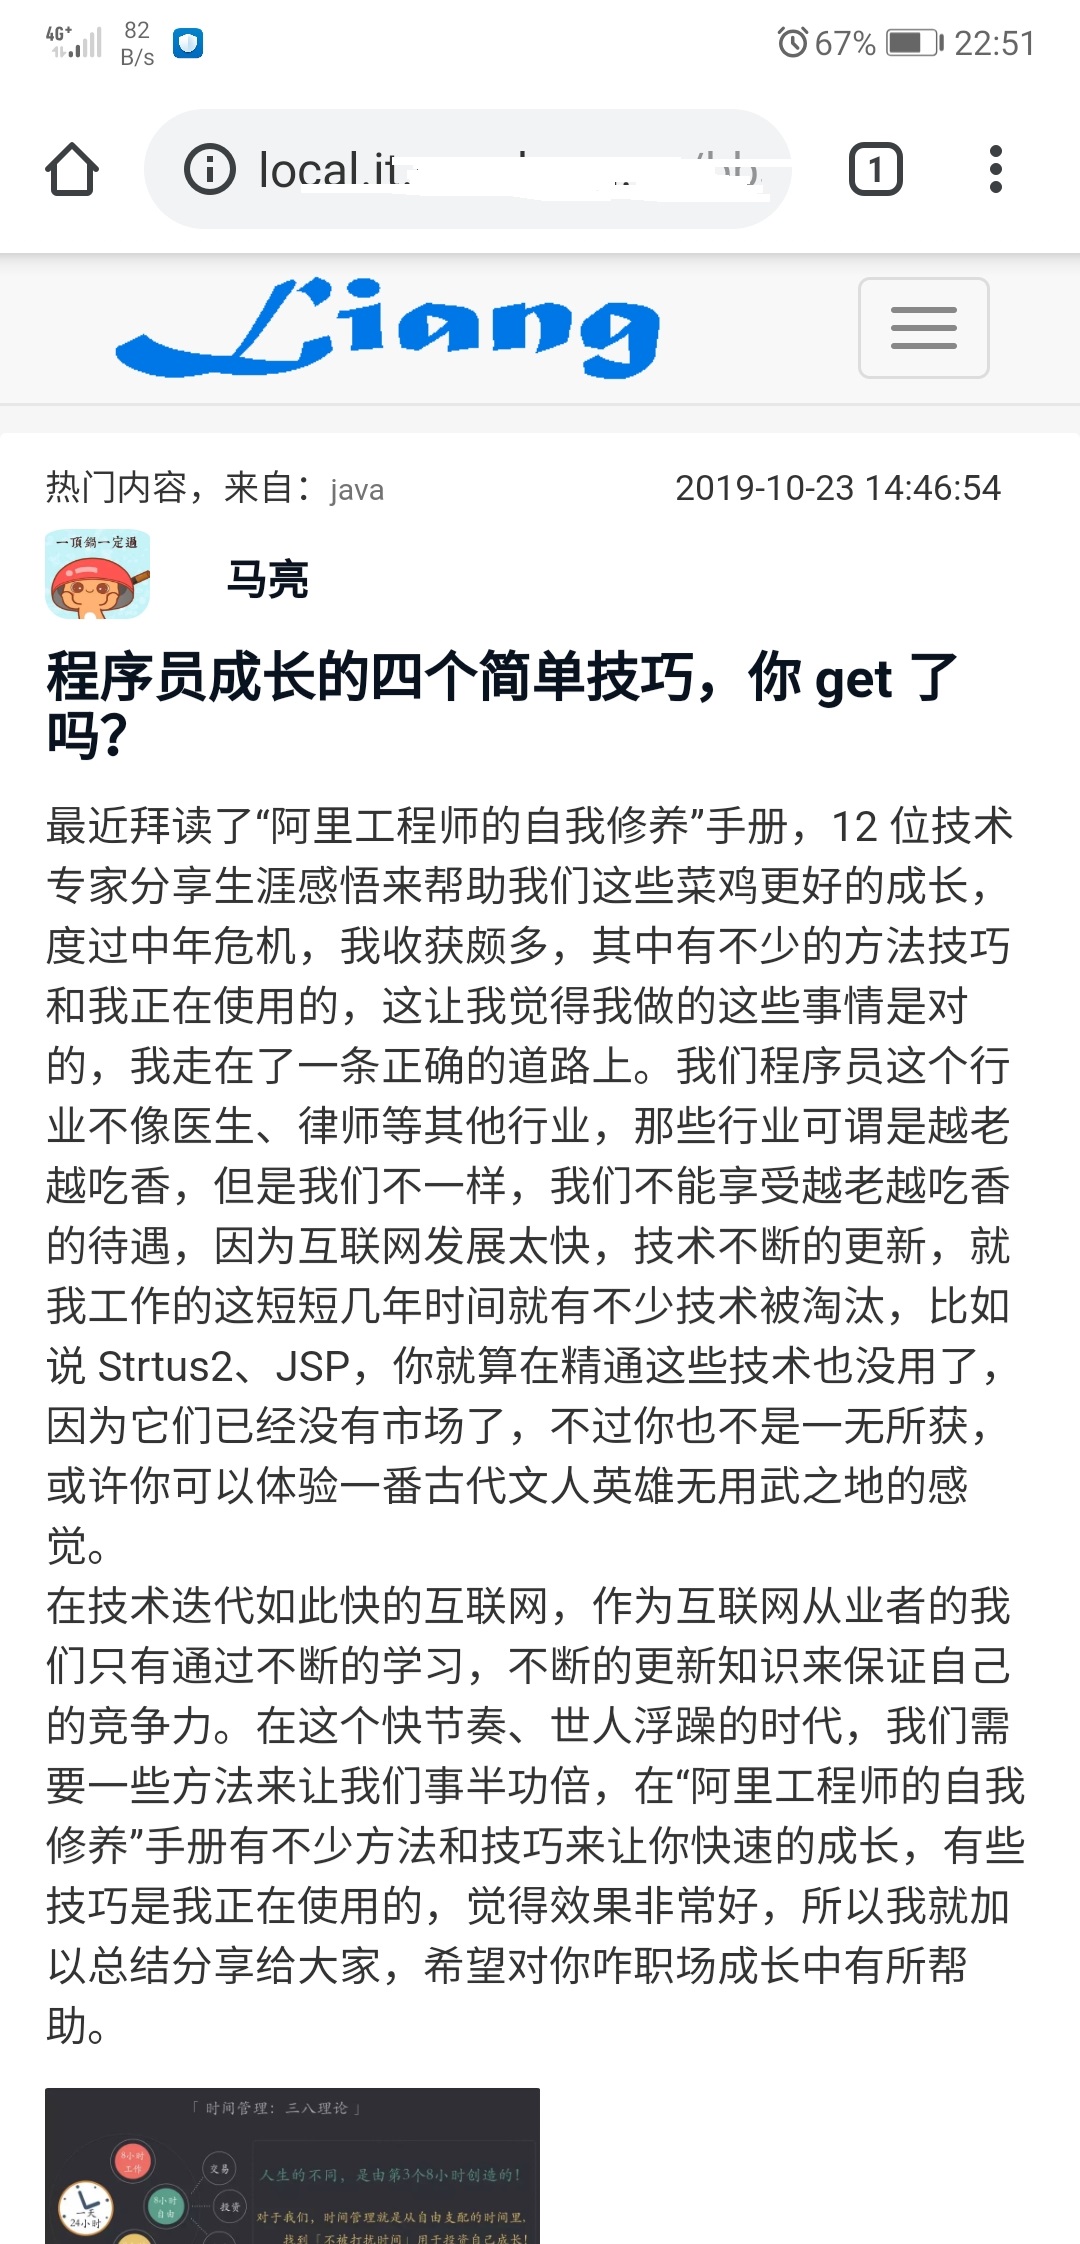 4G+
82
B/s
67%
22:51
local.it.
1
Liang
热门内容，来自：java
2019-10-23 14:46:54
一頂鍋一定過
马亮
程序员成长的四个简单技巧，你 get 了
吗？
最近拜读了“阿里工程师的自我修养”手册，12 位技术
专家分享生涯感悟来帮助我们这些菜鸡更好的成长，
度过中年危机，我收获颇多，其中有不少的方法技巧
和我正在使用的，这让我觉得我做的这些事情是对
的，我走在了一条正确的道路上。我们程序员这个行
业不像医生、律师等其他行业，那些行业可谓是越老
越吃香，但是我们不一样，我们不能享受越老越吃香
的待遇，因为互联网发展太快，技术不断的更新，就
我工作的这短短几年时间就有不少技术被淘汰，比如
说 Strtus2、JSP，你就算在精通这些技术也没用了，
因为它们已经没有市场了，不过你也不是一无所获，
或许你可以体验一番古代文人英雄无用武之地的感
觉。
在技术迭代如此快的互联网，作为互联网从业者的我
们只有通过不断的学习，不断的更新知识来保证自己
的竞争力。在这个快节奏、世人浮躁的时代，我们需
要一些方法来让我们事半功倍，在“阿里工程师的自我
修养”手册有不少方法和技巧来让你快速的成长，有些
技巧是我正在使用的，觉得效果非常好，所以我就加
以总结分享给大家，希望对你咋职场成长中有所帮
助。
「 时间管理：三八理论 」
8小时
工作
交易
人生的不同，是由第3个8小时创造的！
8小时
自由
投资
一天
24小时
对于我们，时间管理就是从自由支配的时间里，
找到「不被打扰时间」用于投资自己成长！